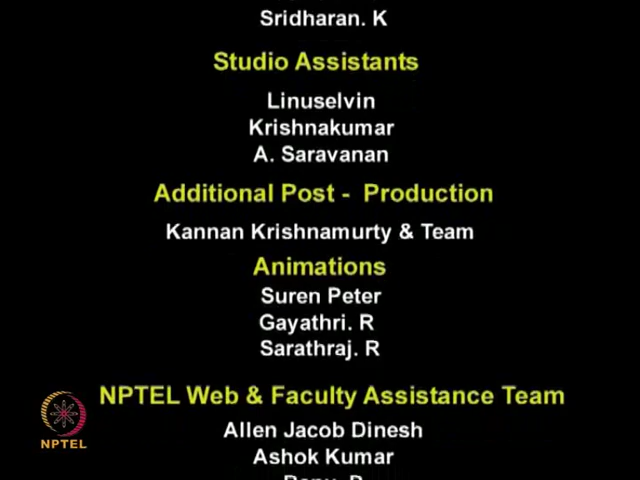 Sridharan. K
Studio Assistants
Linuselvin
Krishnakumar
A. Saravanan
Additional Post - Production
Kannan Krishnamurty & Team
Animations
Suren Peter
Gayathri. R
Sarathraj. R
NPTEL Web & Faculty Assistance Team
Allen Jacob Dinesh
Ashok Kumar
NPTEL